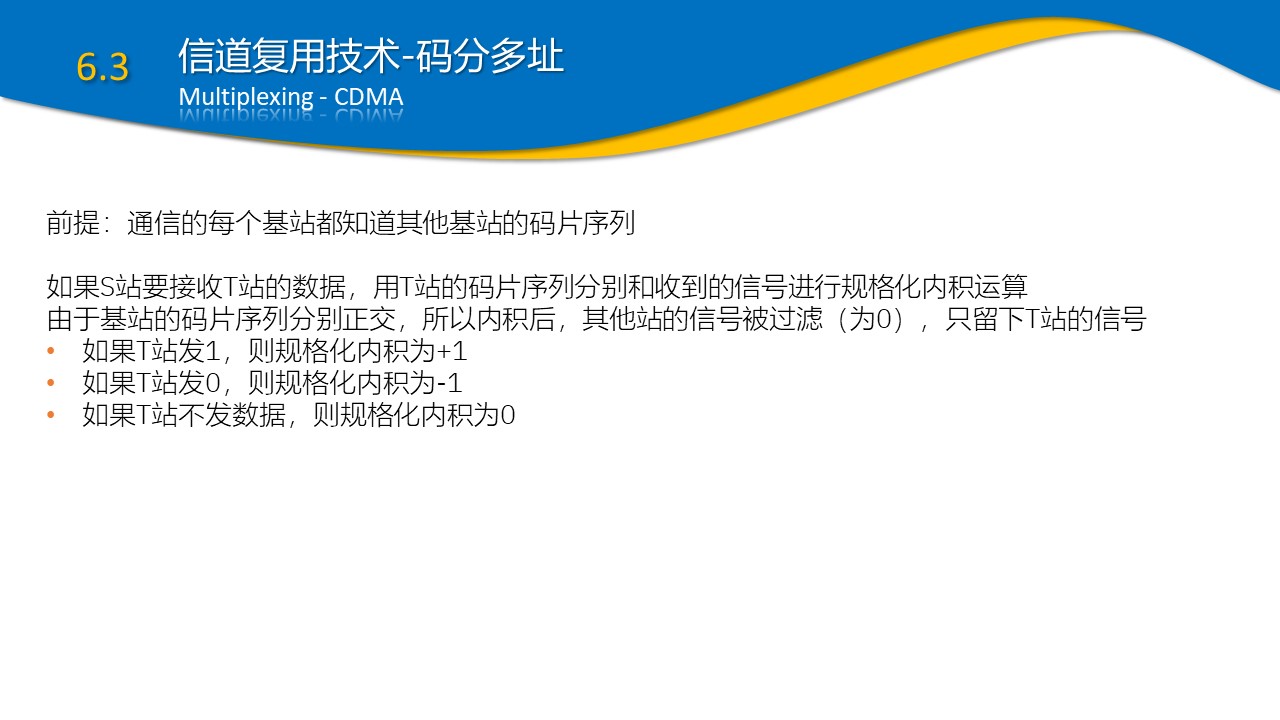 6.3
信道复用技术-码分多址
Multiplexing - CDMA
前提：通信的每个基站都知道其他基站的码片序列
如果S站要接收T站的数据，用T站的码片序列分别和收到的信号进行规格化内积运算
由于基站的码片序列分别正交，所以内积后，其他站的信号被过滤（为0），只留下T站的信号
• 如果T站发1，则规格化内积为+1
• 如果T站发0，则规格化内积为-1
• 如果T站不发数据，则规格化内积为0